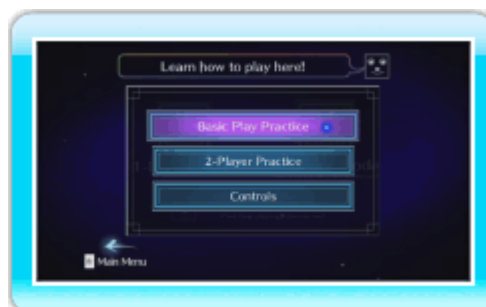 Learn how to play here!
Basic Play Practice
2-Player Practice
Controls
Main Menu